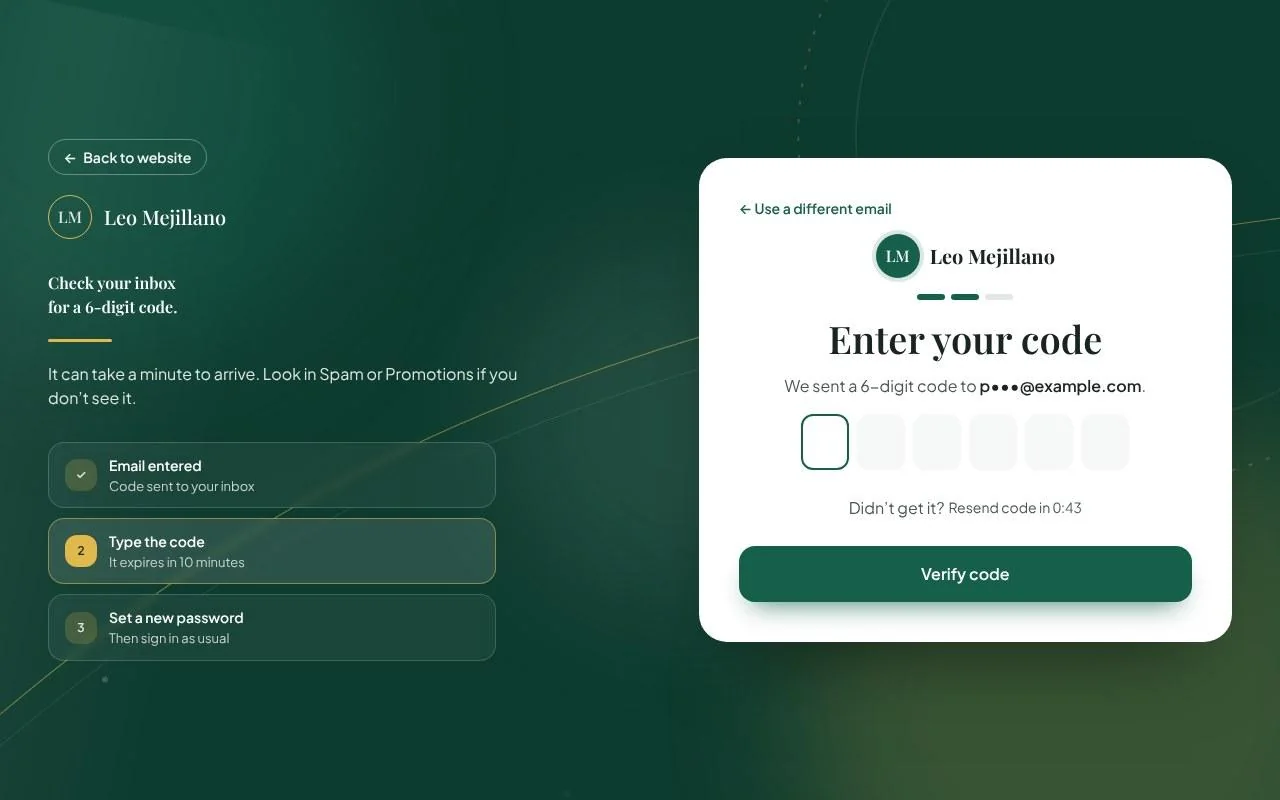 ← Back to website
LM Leo Mejillano
Check your inbox
for a 6-digit code.
It can take a minute to arrive. Look in Spam or Promotions if you
don’t see it.
✓ Email entered
Code sent to your inbox
2 Type the code
It expires in 10 minutes
3 Set a new password
Then sign in as usual
← Use a different email
LM Leo Mejillano
Enter your code
We sent a 6-digit code to p•••@example.com.
Didn’t get it? Resend code in 0:43
Verify code